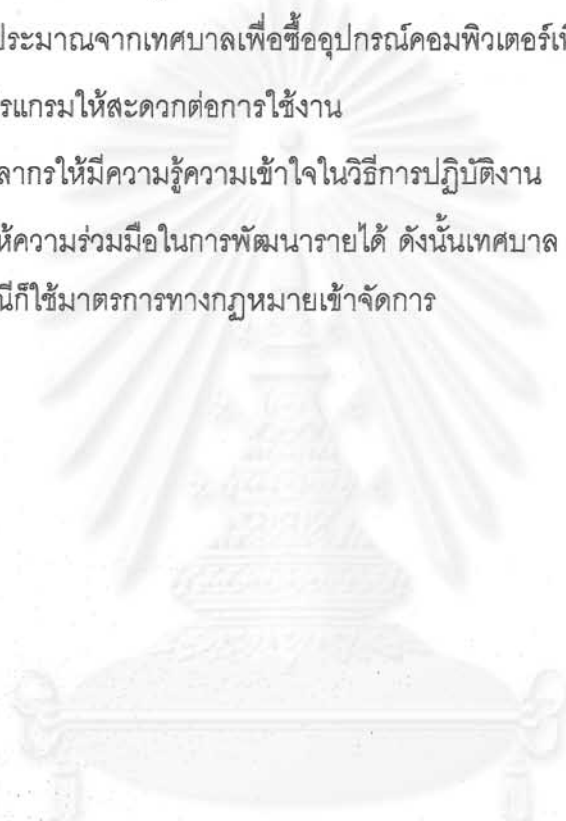 ประมาณจากเทศบาลเพื่อซื้ออุปกรณ์คอมพิวเตอร์เพิ
รแกรมให้สะดวกต่อการใช้งาน
ลากรให้มีความรู้ความเข้าใจในวิธีการปฏิบัติงาน
ห้ความร่วมมือในการพัฒนารายได้ ดังนั้นเทศบาล
นีก็ใช้มาตรการทางกฎหมายเข้าจัดการ